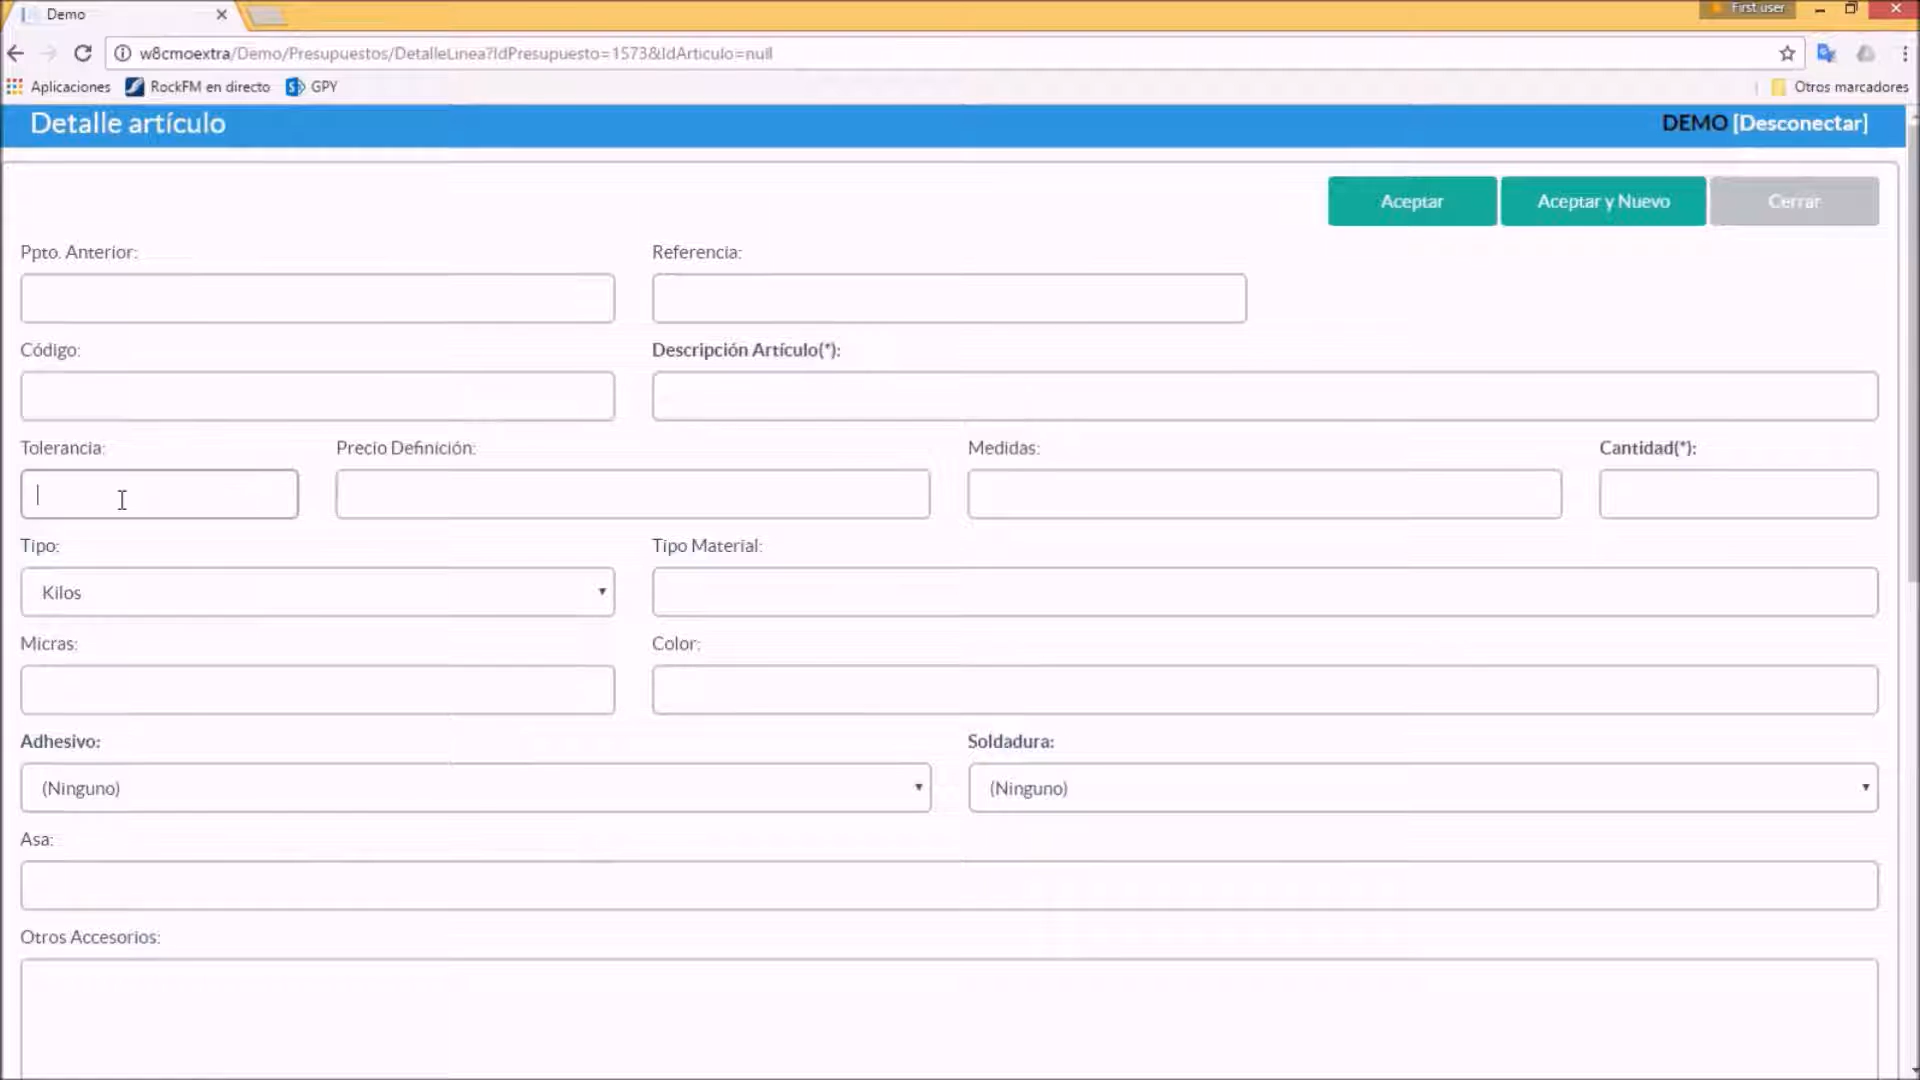 Demo
First user
w8cmoextra/Demo/Presupuestos/DetalleLinea?IdPresupuesto=1573&IdArticulo=null
Aplicaciones RockFM en directo GPY Otros marcadores
Detalle artículo DEMO [Desconectar]
Aceptar Aceptar y Nuevo Cerrar
Ppto. Anterior: Referencia:
Código: Descripción Artículo(*):
Tolerancia: Precio Definición: Medidas: Cantidad(*):
Tipo: Tipo Material:
Kilos
Micras: Color:
Adhesivo: Soldadura:
(Ninguno) (Ninguno)
Asa:
Otros Accesorios: